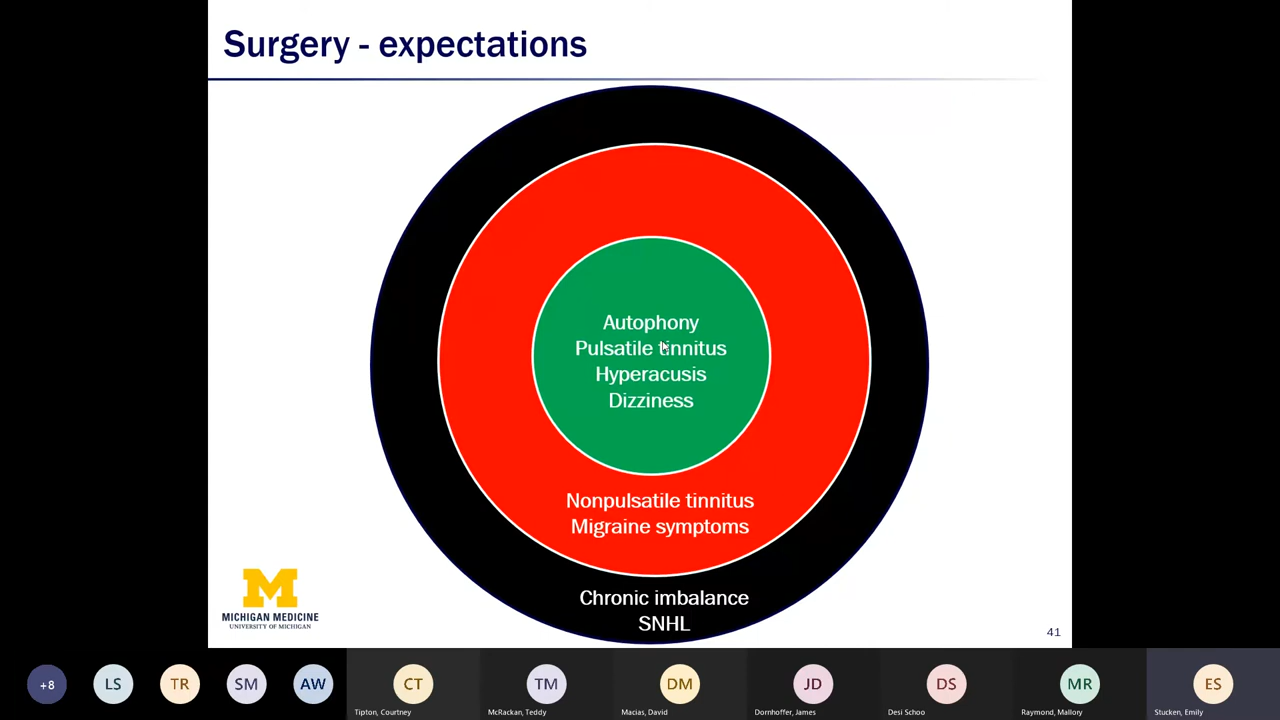 Surgery - expectations
Autophony
Pulsatile tinnitus
Hyperacusis
Dizziness
Nonpulsatile tinnitus
Migraine symptoms
Chronic imbalance
SNHL
M
MICHIGAN MEDICINE
UNIVERSITY OF MICHIGAN
41
+8
LS
TR
SM
AW
CT
TM
DM
JD
DS
MR
ES
Tipton, Courtney
McRackan, Teddy
Macias, David
Dornhoffer, James
Desi Schoo
Raymond, Mallory
Stucken, Emily